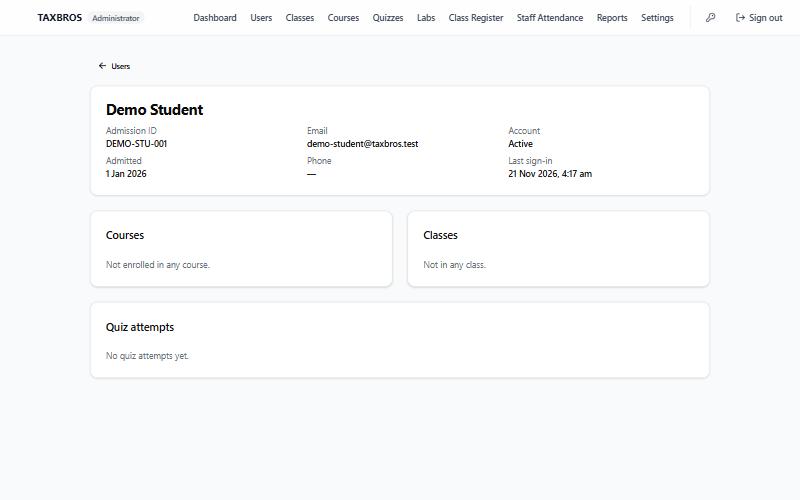 TAXBROS Administrator Dashboard Users Classes Courses Quizzes Labs Class Register Staff Attendance Reports Settings Sign out
← Users
Demo Student
Admission ID Email Account
DEMO-STU-001 demo-student@taxbros.test Active
Admitted Phone Last sign-in
1 Jan 2026 — 21 Nov 2026, 4:17 am
Courses Classes
Not enrolled in any course. Not in any class.
Quiz attempts
No quiz attempts yet.